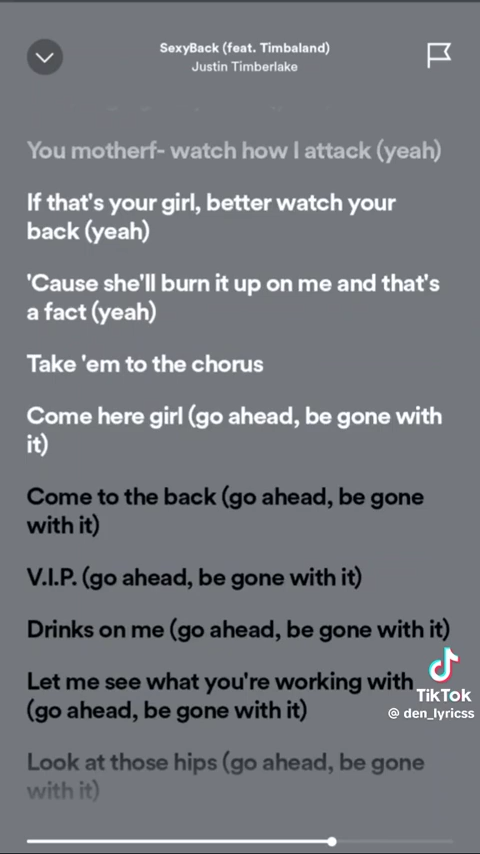 SexyBack (feat. Timbaland)
Justin Timberlake
You motherf- watch how I attack (yeah)
If that's your girl, better watch your
back (yeah)
'Cause she'll burn it up on me and that's
a fact (yeah)
Take 'em to the chorus
Come here girl (go ahead, be gone with
it)
Come to the back (go ahead, be gone
with it)
V.I.P. (go ahead, be gone with it)
Drinks on me (go ahead, be gone with it)
Let me see what you're working with
(go ahead, be gone with it)
TikTok
@ den_lyricss
Look at those hips (go ahead, be gone
with it)